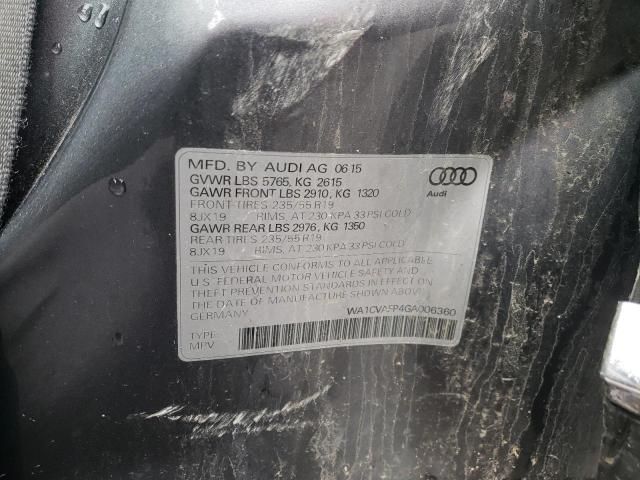 MFD. BY AUDI AG 06 15
GVWR LBS 5765, KG 2615
GAWR FRONT LBS 2910, KG 1320
FRONT TIRES 235/55 R19
8JX19 RIMS, AT 230 KPA 33 PSI COLD
GAWR REAR LBS 2976, KG 1350
REAR TIRES 235/55 R19
8JX19 RIMS, AT 230 KPA 33 PSI COLD
THIS VEHICLE CONFORMS TO ALL APPLICABLE
U.S. FEDERAL MOTOR VEHICLE SAFETY AND
THEFT PREVENTION STANDARDS IN EFFECT ON
THE DATE OF MANUFACTURE SHOWN ABOVE.
GERMANY
WA1CVAFP4GA006360
TYPE:
MPV
Audi